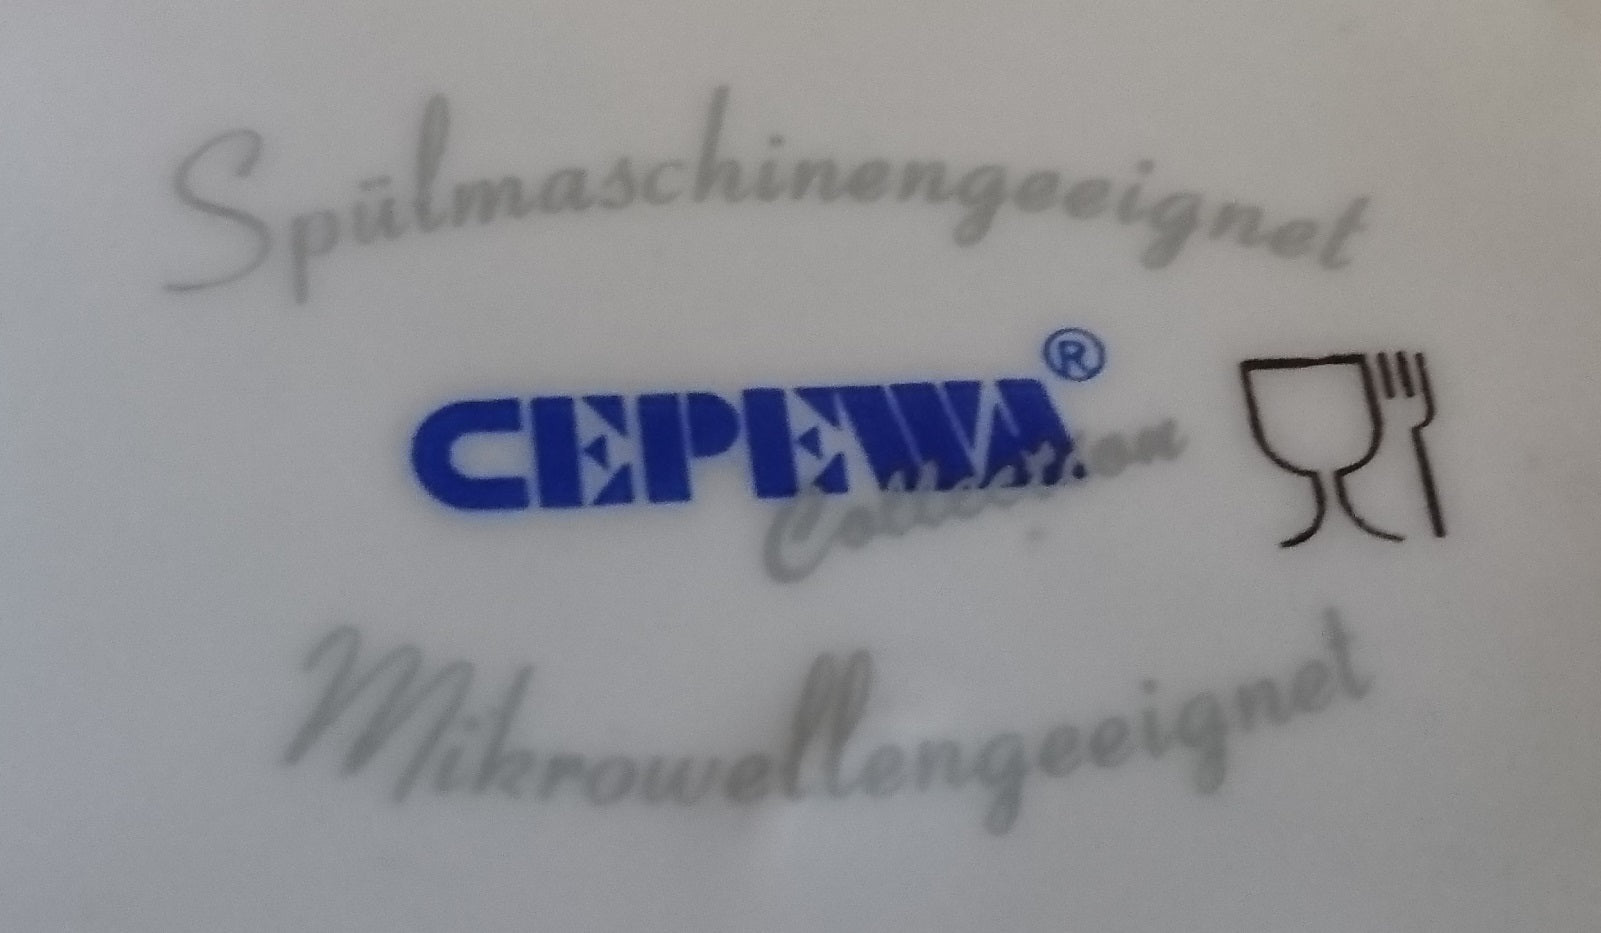 Spülmaschinengeeignet
CEPEWA®
Collection
Mikrowellengeeignet